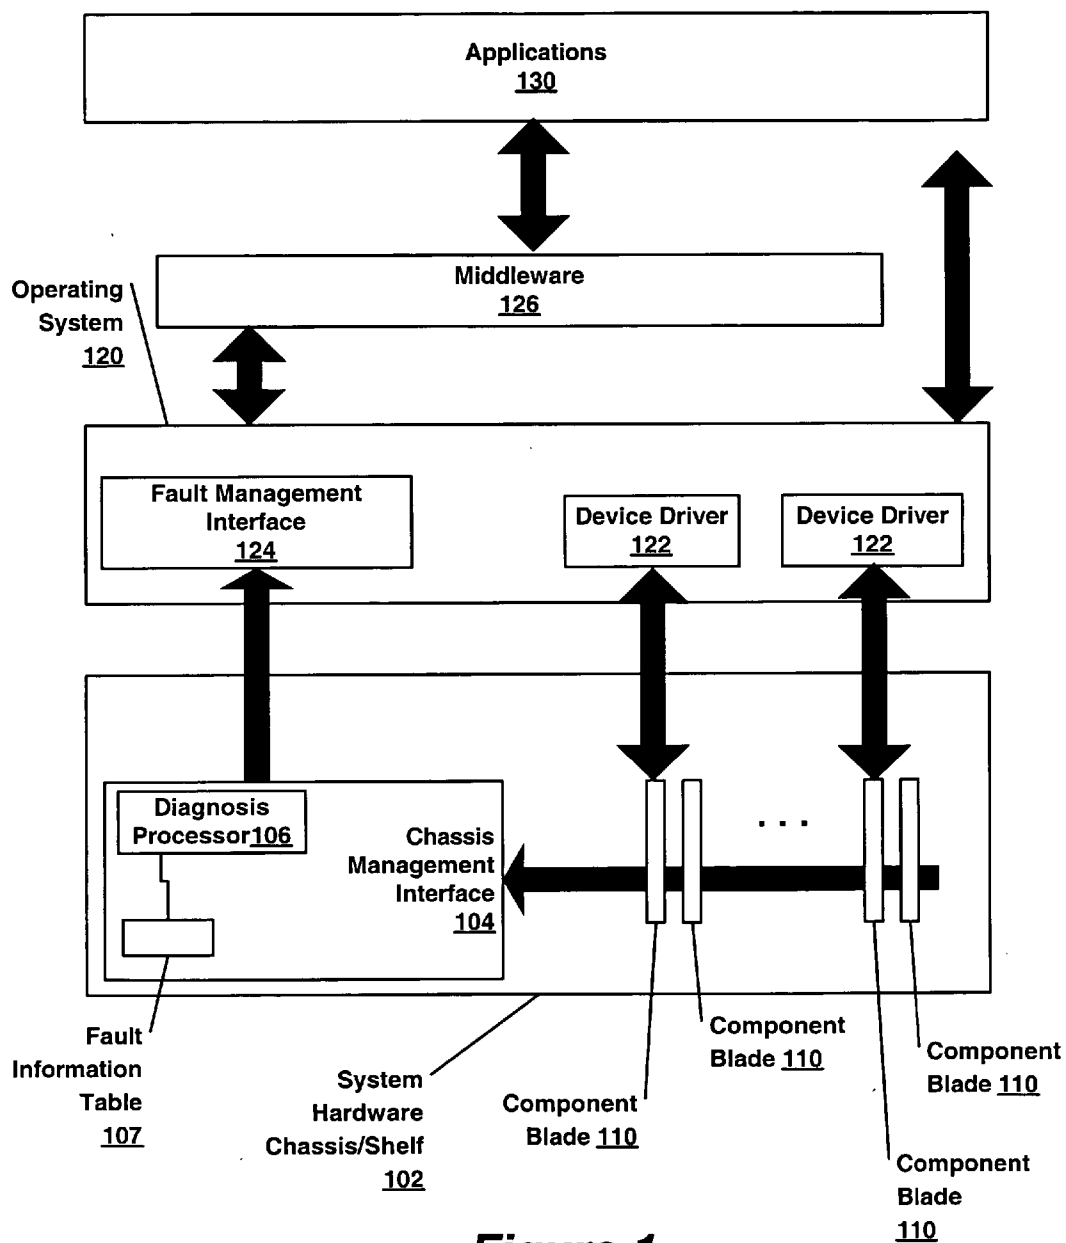 Applications
130
Middleware
126
Operating
System
120
Fault Management
Interface
124
Device Driver
122
Device Driver
122
Diagnosis
Processor106
Chassis
Management
Interface
104
. . .
Fault
Information
Table
107
System
Hardware
Chassis/Shelf
102
Component
Blade 110
Component
Blade 110
Component
Blade 110
Component
Blade
110
Figure 1